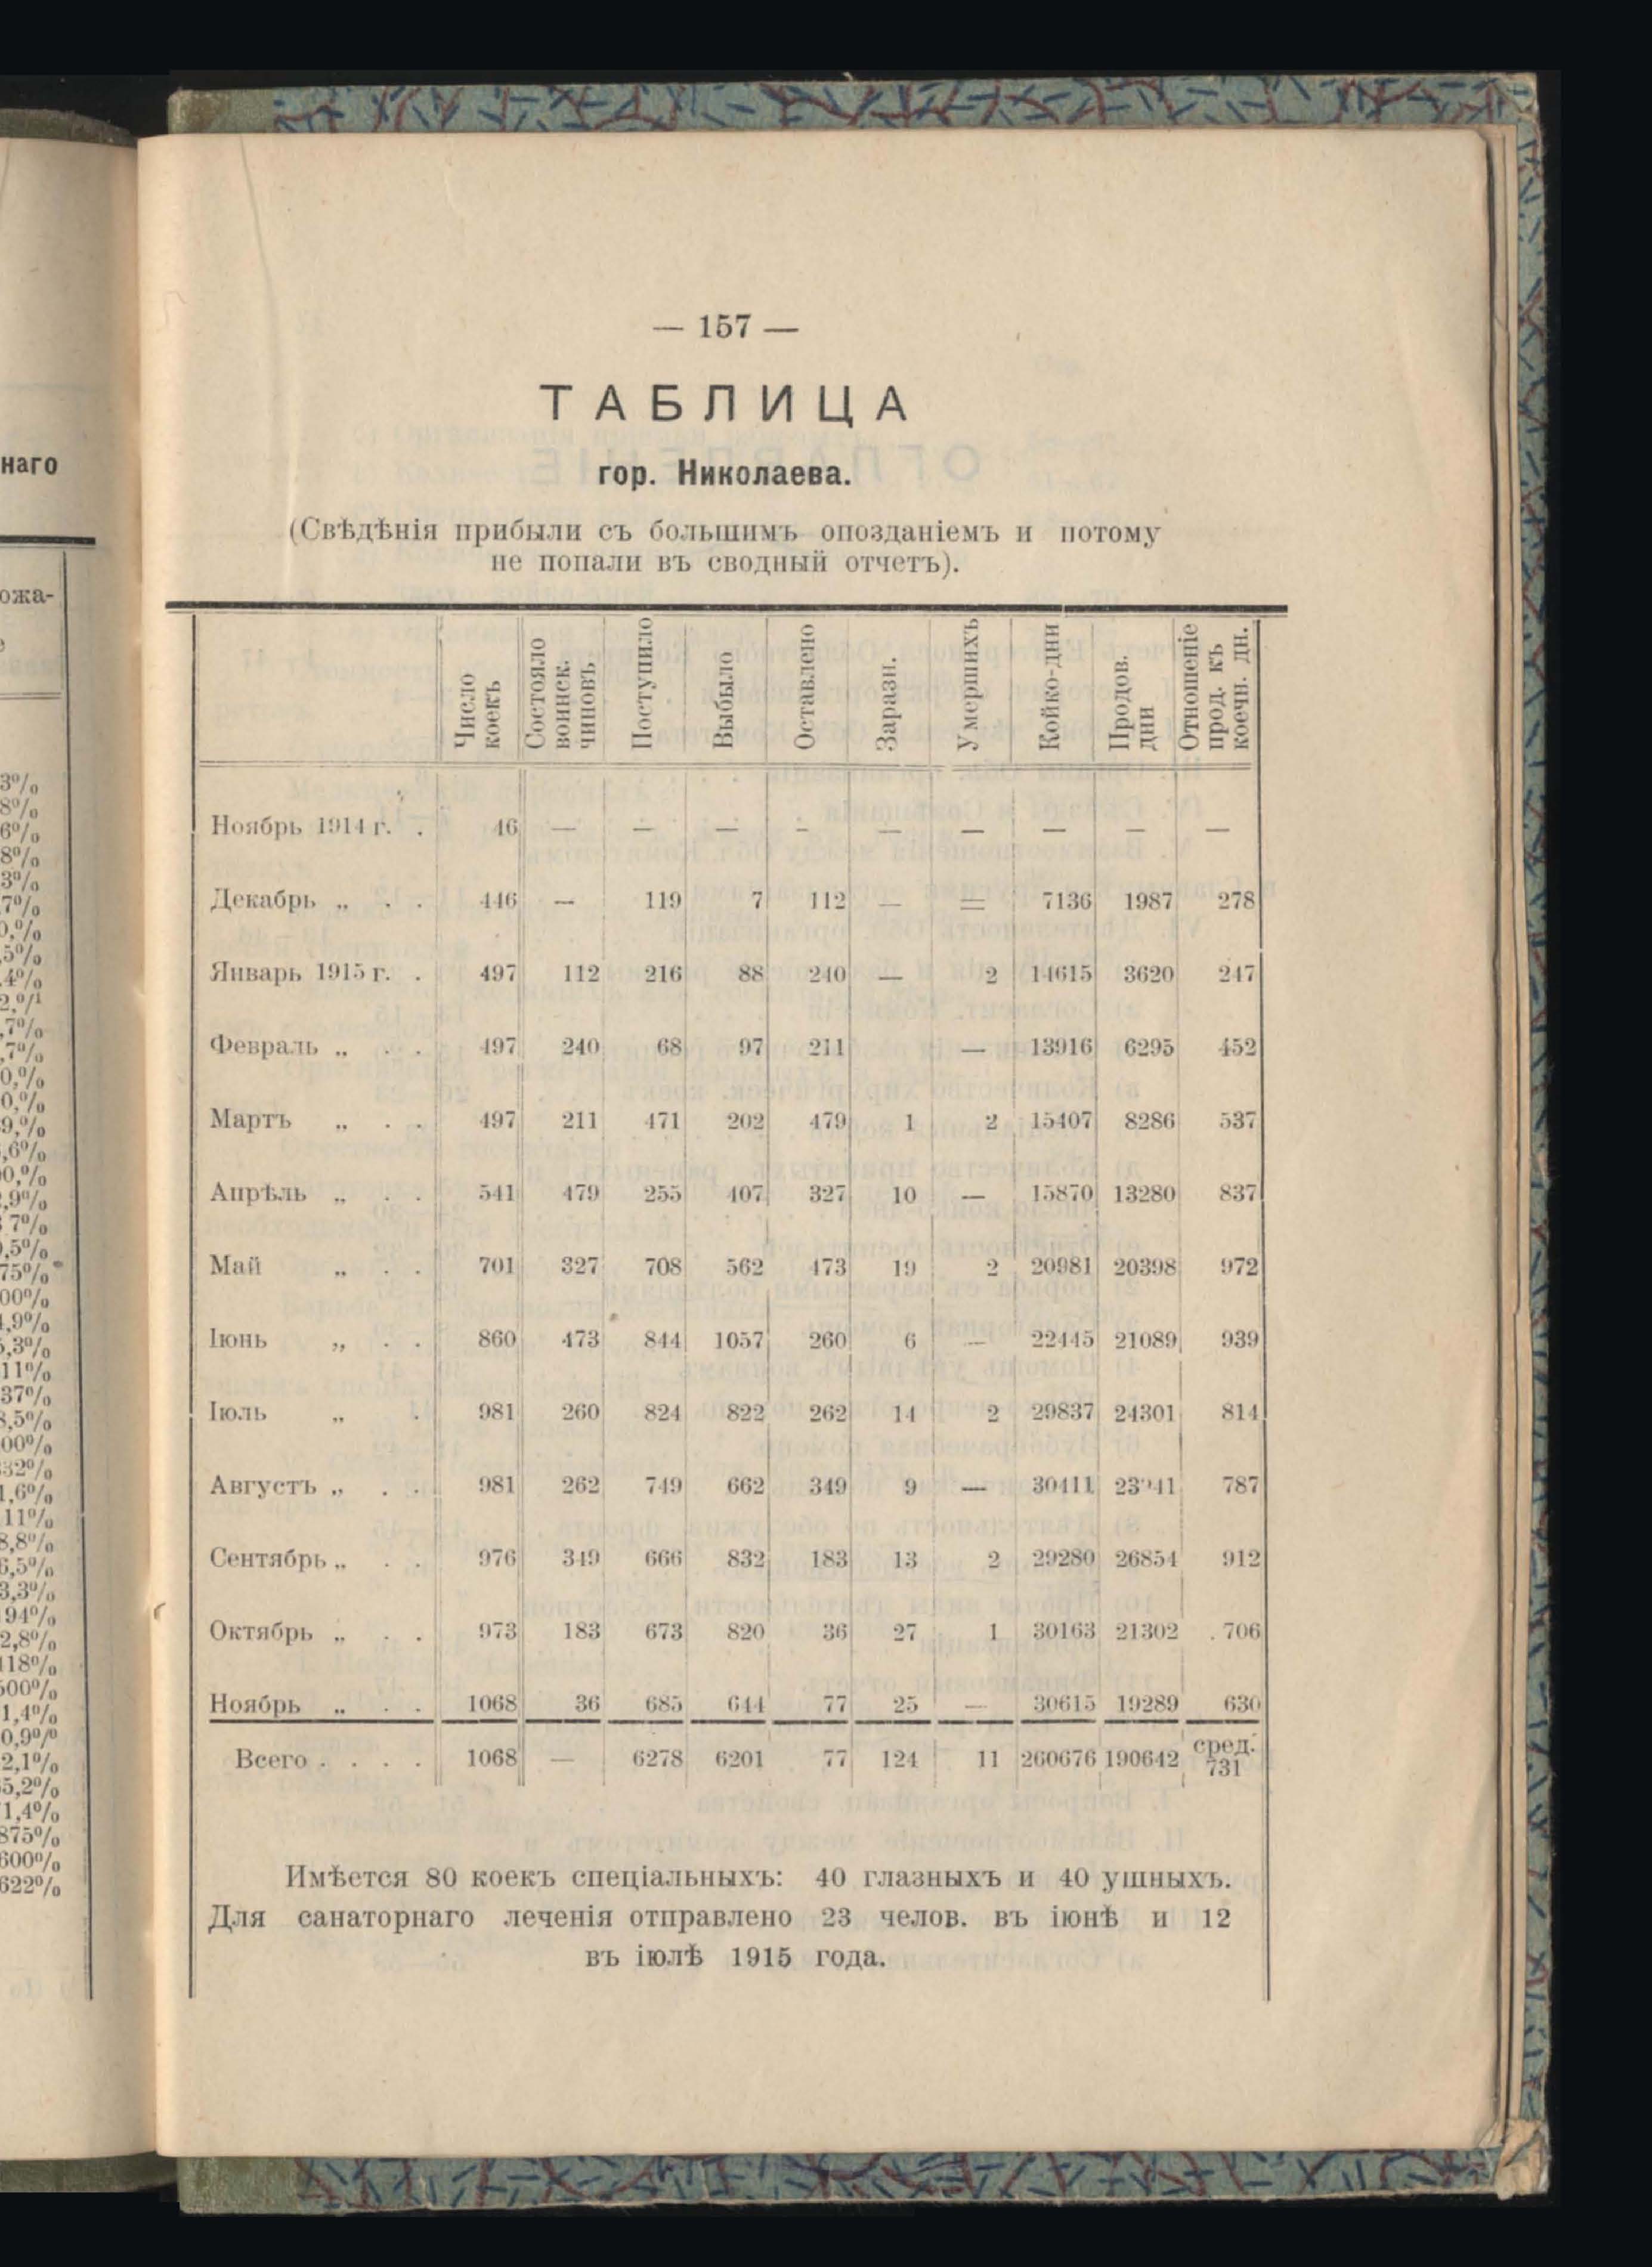 — 157 —
ТАБЛИЦА
гор. Николаева.
(Свѣдѣнія прибыли съ большимъ опозданіемъ и потому
не попали въ сводный отчетъ).
Число коекъ Состояло воинск. чиновъ Поступило Выбыло Оставлено Заразн. Умершихъ Койко-дни Продов. дни Отношеніе прод. къ коечн. дн.
Ноябрь 1914 г. . 46 — — — - — — — — —
Декабрь „ . . 446 — 119 7 112 — — 7136 1987 278
Январь 1915 г. . 497 112 216 88 240 — 2 14615 3620 247
Февраль „ . . 497 240 68 97 211 — 13916 6295 452
Мартъ „ . . 497 211 471 202 479 1 2 15407 8286 537
Апрѣль „ . . 541 479 255 407 327 10 — 15870 13280 837
Май „ . . 701 327 708 562 473 19 2 20981 20398 972
Іюнь „ . . 860 473 844 1057 260 6 — 22445 21089 939
Іюль „ . 981 260 824 822 262 14 2 29837 24301 814
Августъ „ . . 981 262 749 662 349 9 — 30411 787
Сентябрь „ . . 976 349 666 832 183 13 2 29280 26854 912
Октябрь „ . . 973 183 673 820 36 27 1 30163 21302 706
Ноябрь „ . . 1068 36 685 644 77 25 — 30615 19289 630
Всего . . . . 1068 — 6278 6201 77 124 11 260676 190642 сред. 731
Имѣется 80 коекъ спеціальныхъ: 40 глазныхъ и 40 ушныхъ.
Для санаторнаго леченія отправлено 23 челов. въ іюнѣ и 12
въ іюлѣ 1915 года.